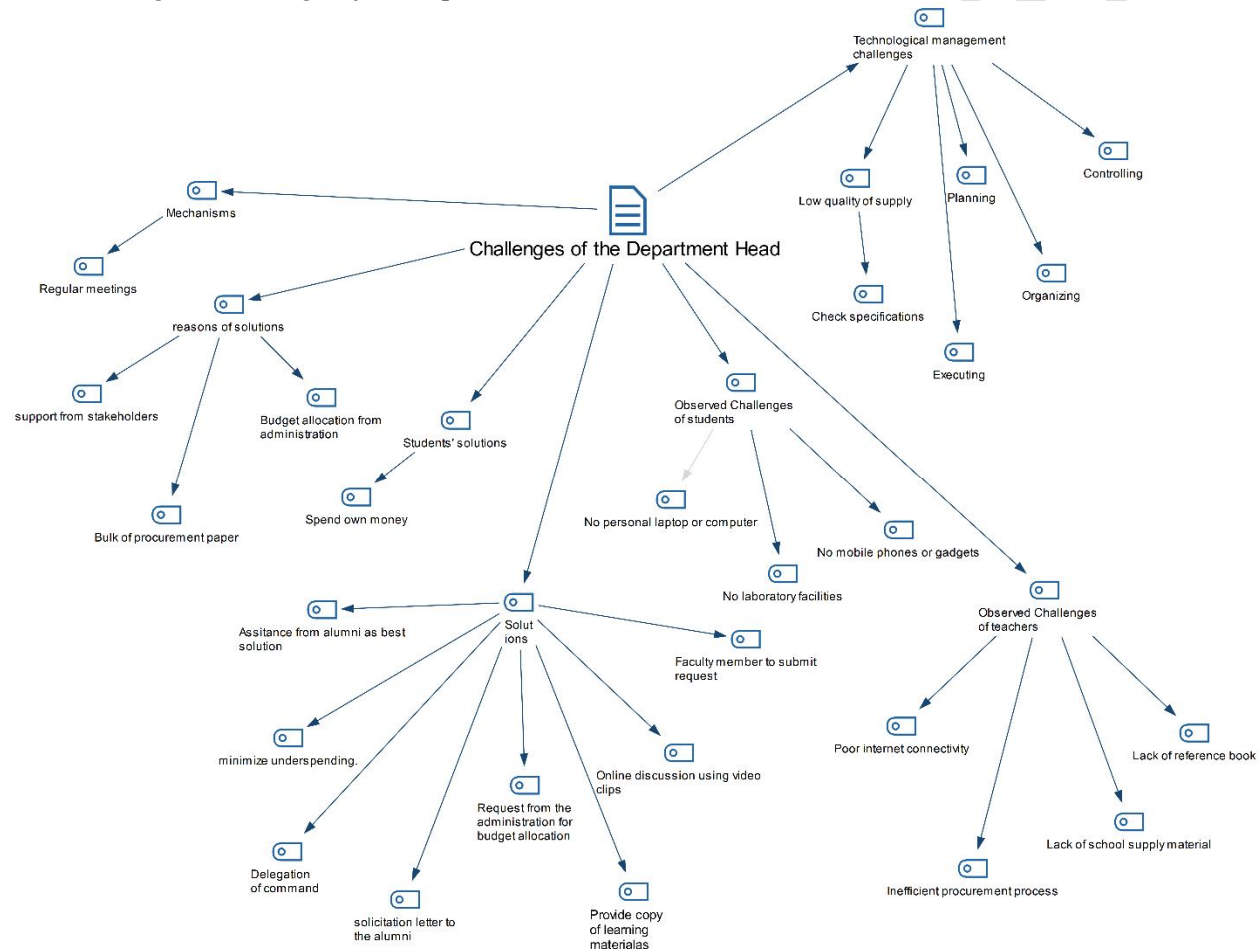 Technological management
challenges
Controlling
Low quality of supply
Planning
Mechanisms
Challenges of the Department Head
Regular meetings
Organizing
Check specifications
reasons of solutions
Executing
support from stakeholders
Budget allocation from
administration
Students' solutions
Observed Challenges
of students
Bulk of procurement paper
Spend own money
No personal laptop or computer
No mobile phones or gadgets
No laboratory facilities
Assitance from alumni as best
solution
Solut
ions
Faculty member to submit
request
Observed Challenges
of teachers
minimize underspending.
Online discussion using video
clips
Poor internet connectivity
Lack of reference book
Request from the
administration for
budget allocation
Lack of school supply material
Delegation
of command
Inefficient procurement process
solicitation letter to
the alumni
Provide copy
of learning
materialas